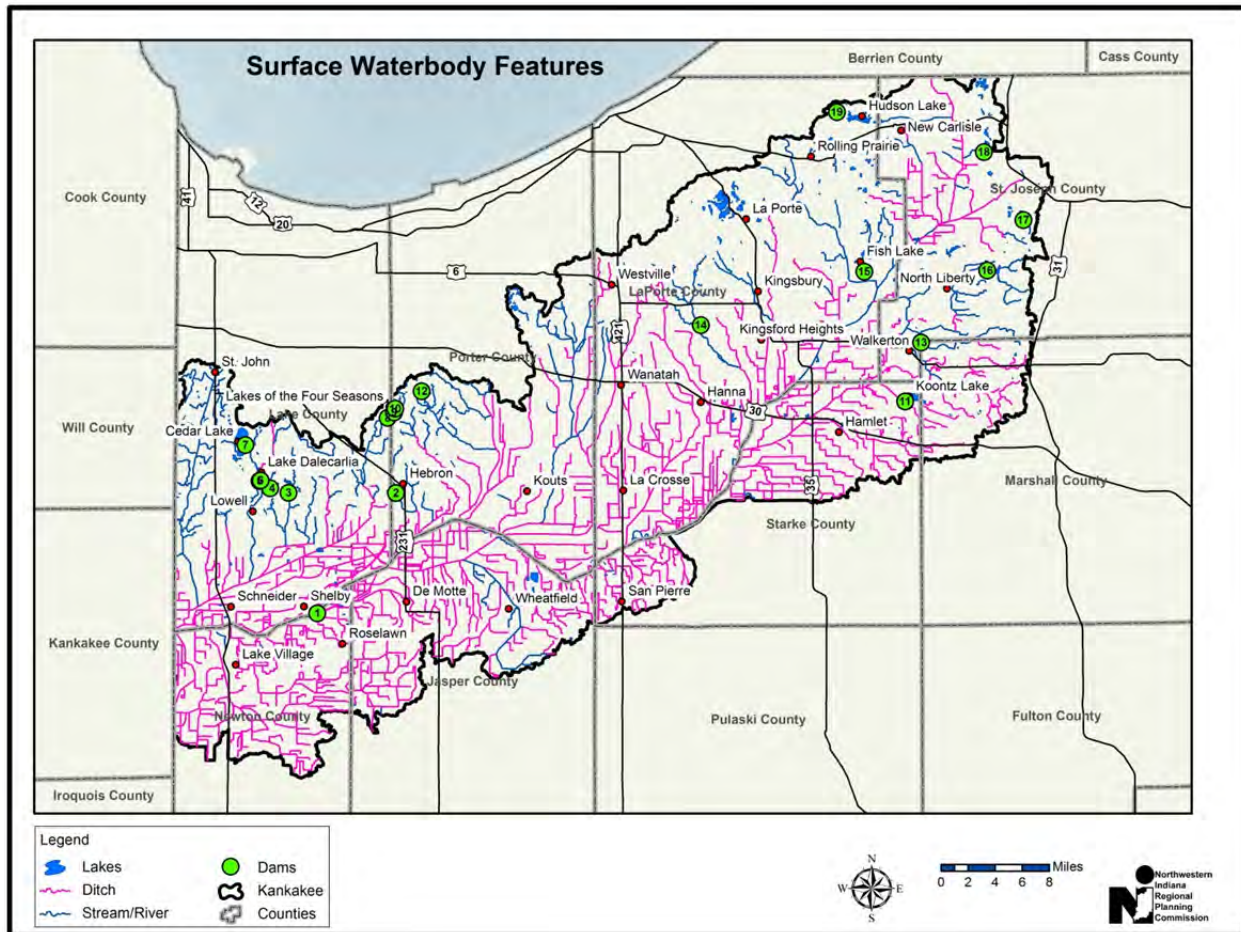 Surface Waterbody Features
Berrien County
Cass County
19
Hudson Lake
New Carlisle
Rolling Prairie
18
Cook County
41
12
20
St. Joseph County
La Porte
17
6
Fish Lake
31
15
16
Westville
LaPorte County
Kingsbury
North Liberty
14
421
Kingsford Heights
Walkerton
13
St. John
Porter County
Wanatah
Koontz Lake
Lakes of the Four Seasons
12
Hanna
11
Lake County
10
30
Will County
Hamlet
Cedar Lake
7
Lake Dalecarlia
Hebron
Marshall County
4
3
2
Kouts
La Crosse
35
Lowell
Starke County
231
Schneider
Shelby
De Motte
Wheatfield
San Pierre
1
Kankakee County
Roselawn
Lake Village
Jasper County
Newton County
Pulaski County
Fulton County
Iroquois County
Legend
Lakes
Dams
Ditch
Kankakee
Stream/River
Counties
N
W
E
S
Miles
0 2 4 6 8
Northwestern
Indiana
Regional
Planning
Commission